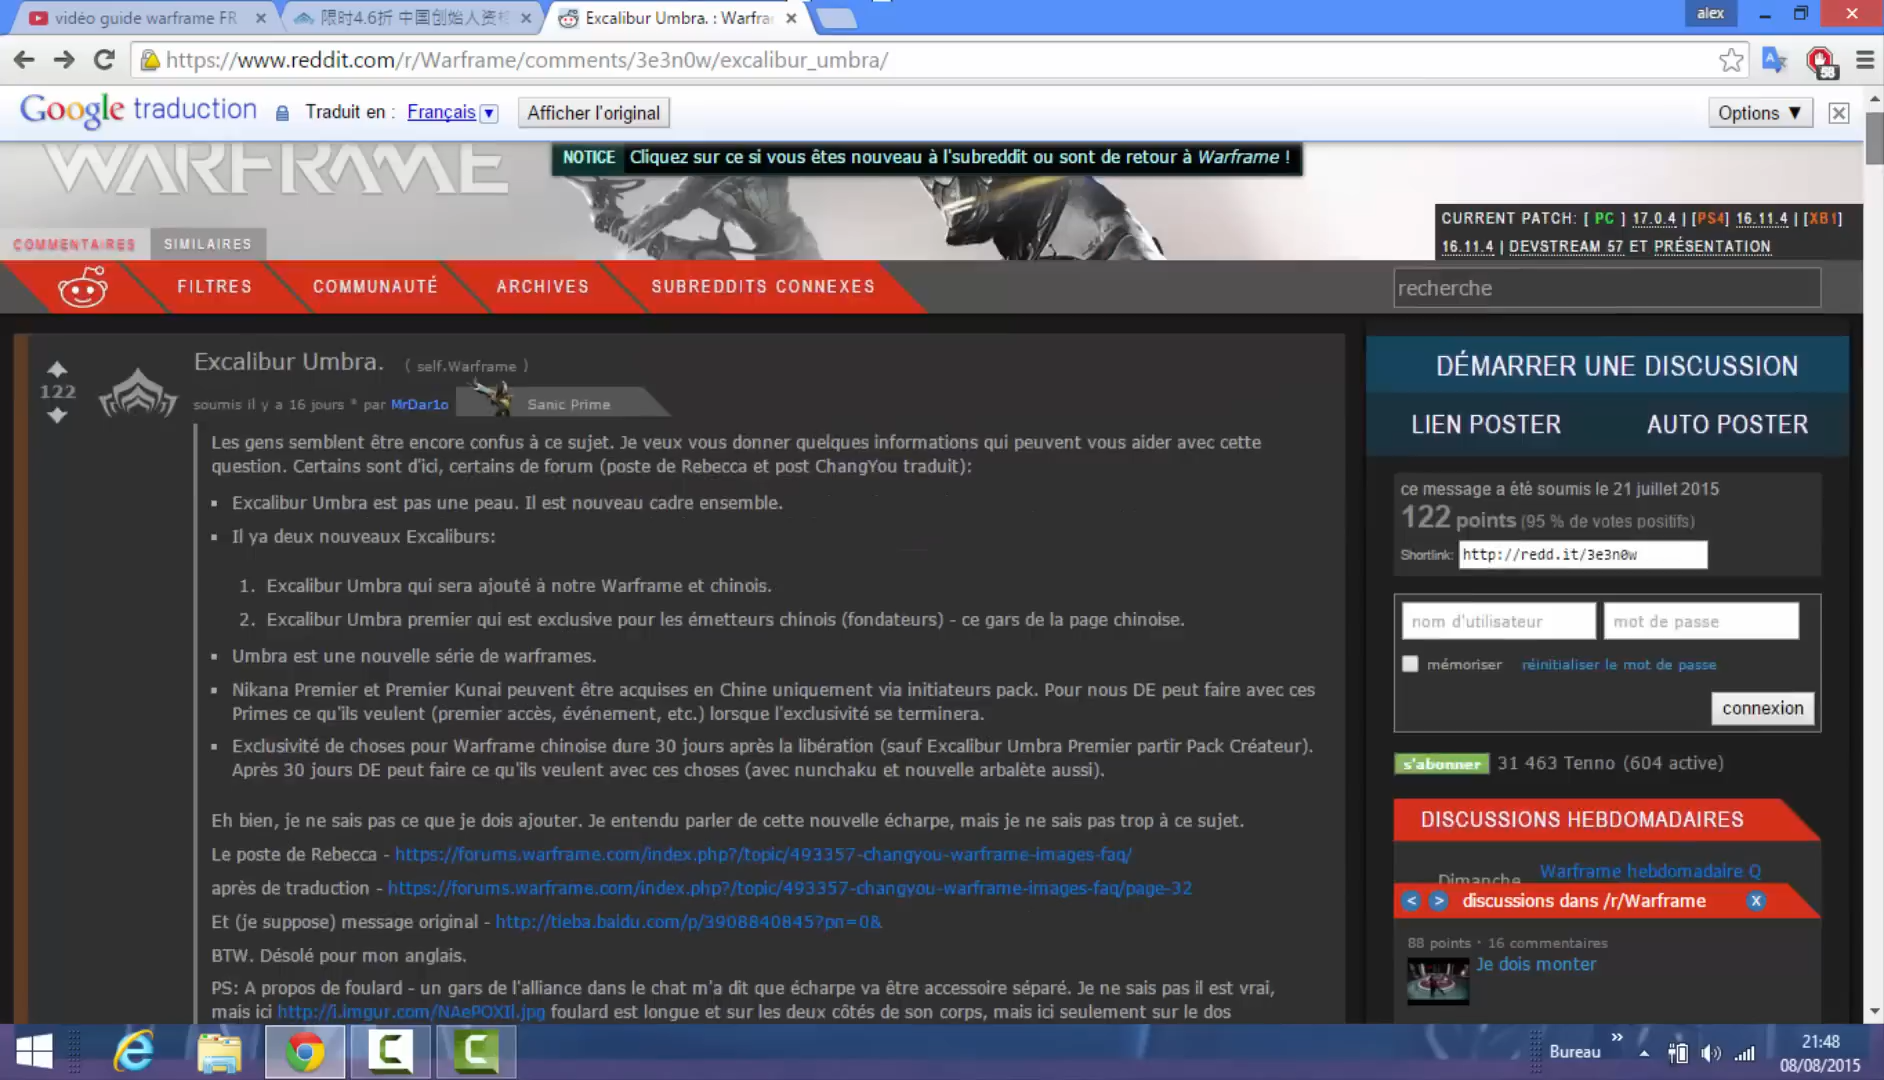 vidéo guide warframe FR
限时4.6折 中国创始人资格
Excalibur Umbra. : Warfra
alex
https://www.reddit.com/r/Warframe/comments/3e3n0w/excalibur_umbra/
58
Google traduction Traduit en : Français Afficher l'original Options ▼
WARFRAME
NOTICE Cliquez sur ce si vous êtes nouveau à l'subreddit ou sont de retour à Warframe !
CURRENT PATCH: [ PC ] 17.0.4 | [PS4] 16.11.4 | [XB1]
16.11.4 | DEVSTREAM 57 ET PRÉSENTATION
COMMENTAIRES SIMILAIRES
FILTRES COMMUNAUTÉ ARCHIVES SUBREDDITS CONNEXES
recherche
Excalibur Umbra. ( self.Warframe )
122
soumis il y a 16 jours * par MrDar1o Sanic Prime
Les gens semblent être encore confus à ce sujet. Je veux vous donner quelques informations qui peuvent vous aider avec cette
question. Certains sont d'ici, certains de forum (poste de Rebecca et post ChangYou traduit):
▪ Excalibur Umbra est pas une peau. Il est nouveau cadre ensemble.
▪ Il ya deux nouveaux Excaliburs:
1. Excalibur Umbra qui sera ajouté à notre Warframe et chinois.
2. Excalibur Umbra premier qui est exclusive pour les émetteurs chinois (fondateurs) - ce gars de la page chinoise.
▪ Umbra est une nouvelle série de warframes.
▪ Nikana Premier et Premier Kunai peuvent être acquises en Chine uniquement via initiateurs pack. Pour nous DE peut faire avec ces
Primes ce qu'ils veulent (premier accès, événement, etc.) lorsque l'exclusivité se terminera.
▪ Exclusivité de choses pour Warframe chinoise dure 30 jours après la libération (sauf Excalibur Umbra Premier partir Pack Créateur).
Après 30 jours DE peut faire ce qu'ils veulent avec ces choses (avec nunchaku et nouvelle arbalète aussi).
Eh bien, je ne sais pas ce que je dois ajouter. Je entendu parler de cette nouvelle écharpe, mais je ne sais pas trop à ce sujet.
Le poste de Rebecca - https://forums.warframe.com/index.php?/topic/493357-changyou-warframe-images-faq/
après de traduction - https://forums.warframe.com/index.php?/topic/493357-changyou-warframe-images-faq/page-32
Et (je suppose) message original - http://tieba.baidu.com/p/3908840845?pn=0&
BTW. Désolé pour mon anglais.
PS: A propos de foulard - un gars de l'alliance dans le chat m'a dit que écharpe va être accessoire séparé. Je ne sais pas il est vrai,
mais ici http://i.imgur.com/NAePOXIl.jpg foulard est longue et sur les deux côtés de son corps, mais ici seulement sur le dos
DÉMARRER UNE DISCUSSION
LIEN POSTER AUTO POSTER
ce message a été soumis le 21 juillet 2015
122 points (95 % de votes positifs)
Shortlink: http://redd.it/3e3n0w
nom d'utilisateur mot de passe
mémoriser réinitialiser le mot de passe
connexion
s'abonner 31 463 Tenno (604 active)
DISCUSSIONS HEBDOMADAIRES
Dimanche Warframe hebdomadaire Q
< > discussions dans /r/Warframe X
88 points · 16 commentaires
Je dois monter
Bureau
21:48
08/08/2015